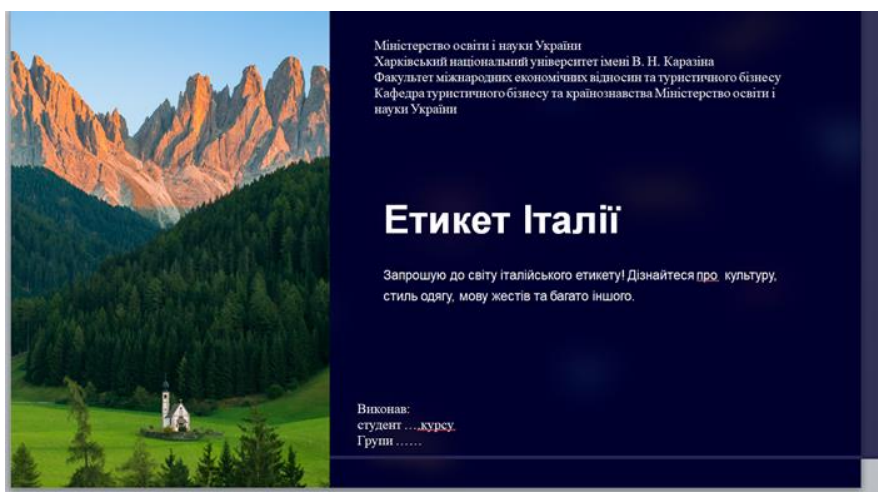 Міністерство освіти і науки України
Харківський національний університет імені В. Н. Каразіна
Факультет міжнародних економічних відносин та туристичного бізнесу
Кафедра туристичного бізнесу та країнознавства Міністерство освіти і
науки України
Етикет Італії
Запрошую до світу італійського етикету! Дізнайтеся про культуру,
стиль одягу, мову жестів та багато іншого.
Виконав:
студент ….курсу
Групи ……